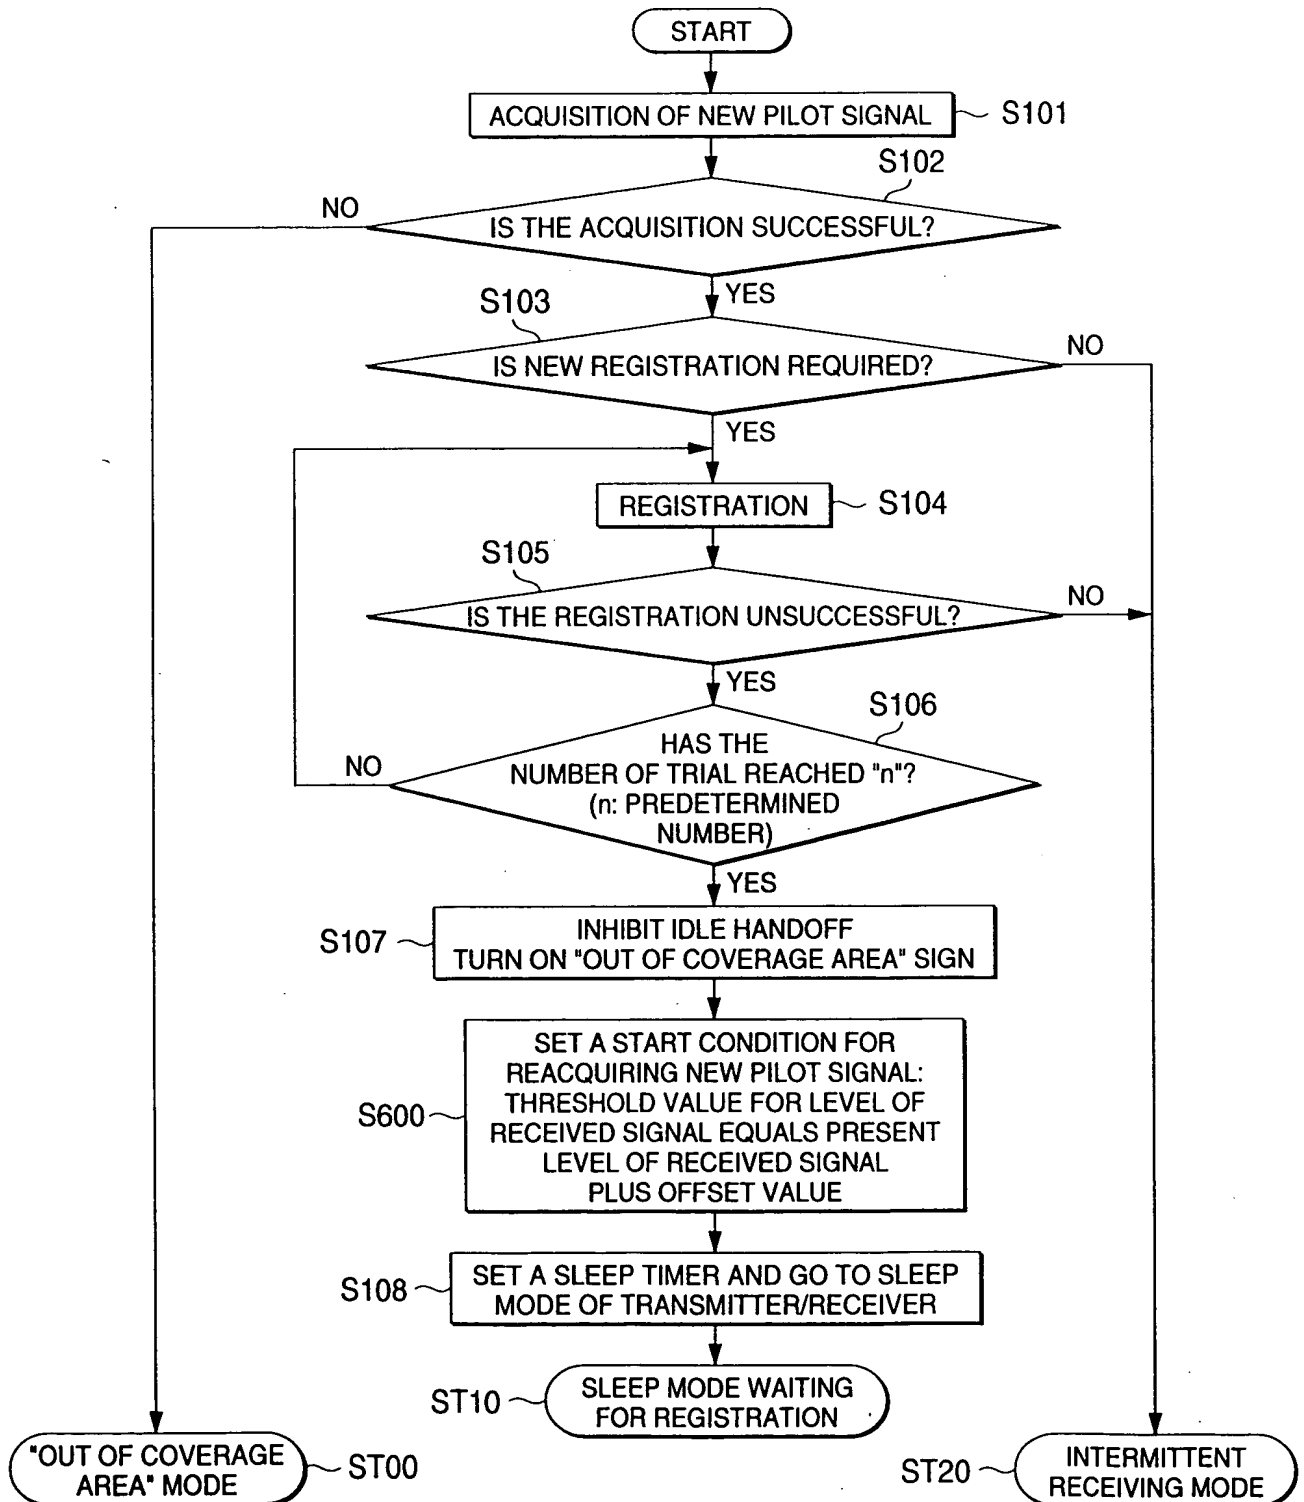 START
ACQUISITION OF NEW PILOT SIGNAL
S101
S102
NO
IS THE ACQUISITION SUCCESSFUL?
YES
S103
NO
IS NEW REGISTRATION REQUIRED?
YES
REGISTRATION
S104
S105
NO
IS THE REGISTRATION UNSUCCESSFUL?
YES
S106
NO
HAS THE
NUMBER OF TRIAL REACHED "n"?
(n: PREDETERMINED
NUMBER)
YES
S107
INHIBIT IDLE HANDOFF
TURN ON "OUT OF COVERAGE AREA" SIGN
S600
SET A START CONDITION FOR
REACQUIRING NEW PILOT SIGNAL:
THRESHOLD VALUE FOR LEVEL OF
RECEIVED SIGNAL EQUALS PRESENT
LEVEL OF RECEIVED SIGNAL
PLUS OFFSET VALUE
S108
SET A SLEEP TIMER AND GO TO SLEEP
MODE OF TRANSMITTER/RECEIVER
ST10
SLEEP MODE WAITING
FOR REGISTRATION
"OUT OF COVERAGE
AREA" MODE
ST00
ST20
INTERMITTENT
RECEIVING MODE